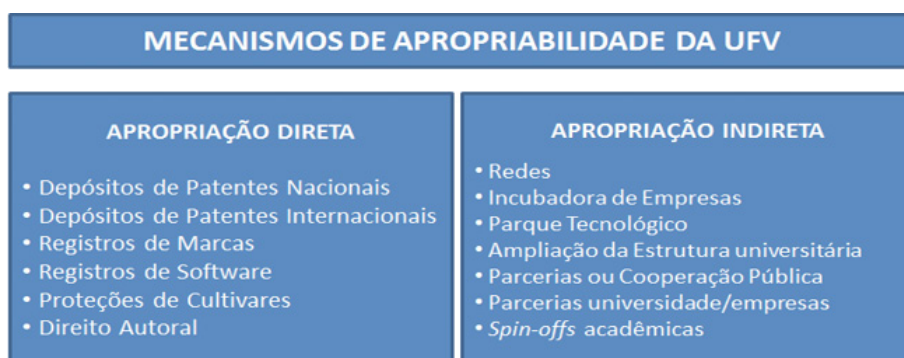 MECANISMOS DE APROPRIABILIDADE DA UFV
APROPRIAÇÃO DIRETA
• Depósitos de Patentes Nacionais
• Depósitos de Patentes Internacionais
• Registros de Marcas
• Registros de Software
• Proteções de Cultivares
• Direito Autoral
APROPRIAÇÃO INDIRETA
• Redes
• Incubadora de Empresas
• Parque Tecnológico
• Ampliação da Estrutura universitária
• Parcerias ou Cooperação Pública
• Parcerias universidade/empresas
• Spin-offs acadêmicas